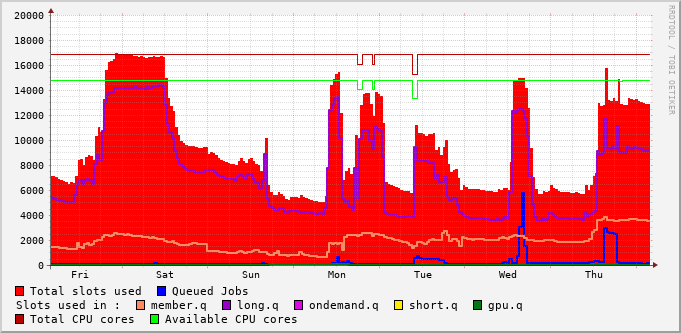 20000
18000
16000
14000
12000
10000
8000
6000
4000
2000
0
Fri Sat Sun Mon Tue Wed Thu
RRDTOOL / TOBI OETIKER
Total slots used Queued Jobs
Slots used in : member.q long.q ondemand.q short.q gpu.q
Total CPU cores Available CPU cores